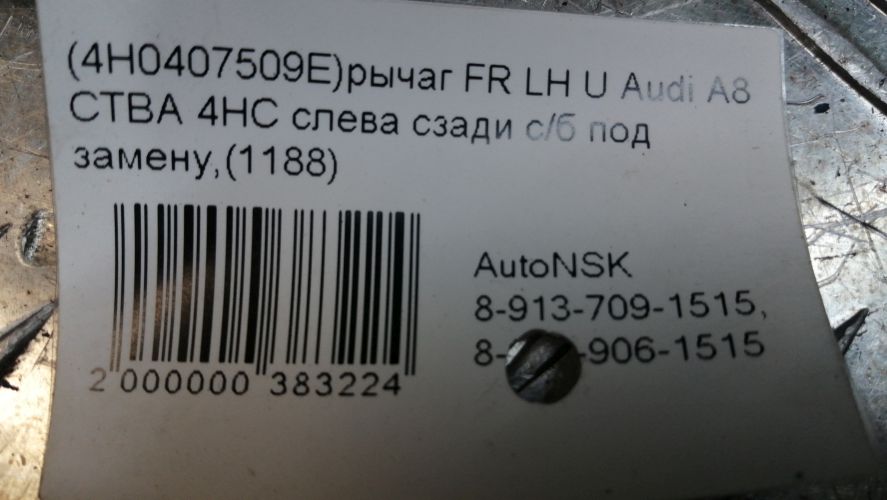 (4H0407509E)рычаг FR LH U Audi A8
CTBA 4HC слева сзади с/б под
замену,(1188)
AutoNSK
8-913-709-1515,
8- -906-1515
2 000000 383224